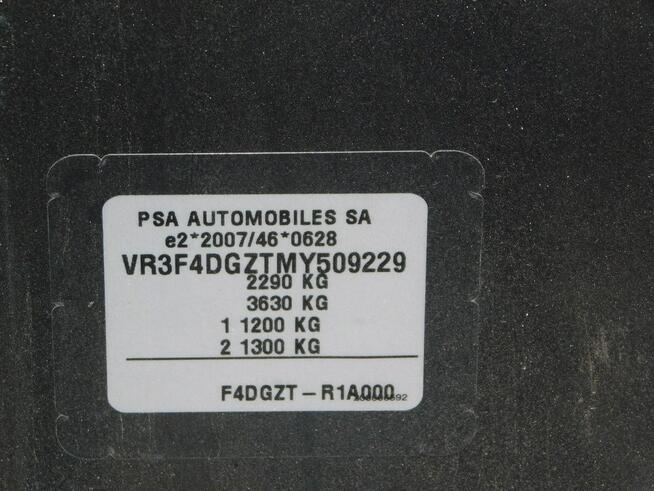 PSA AUTOMOBILES SA
e2*2007/46*0628
VR3F4DGZTMY509229
2290 KG
3630 KG
1 1200 KG
2 1300 KG
F4DGZT – R1A000